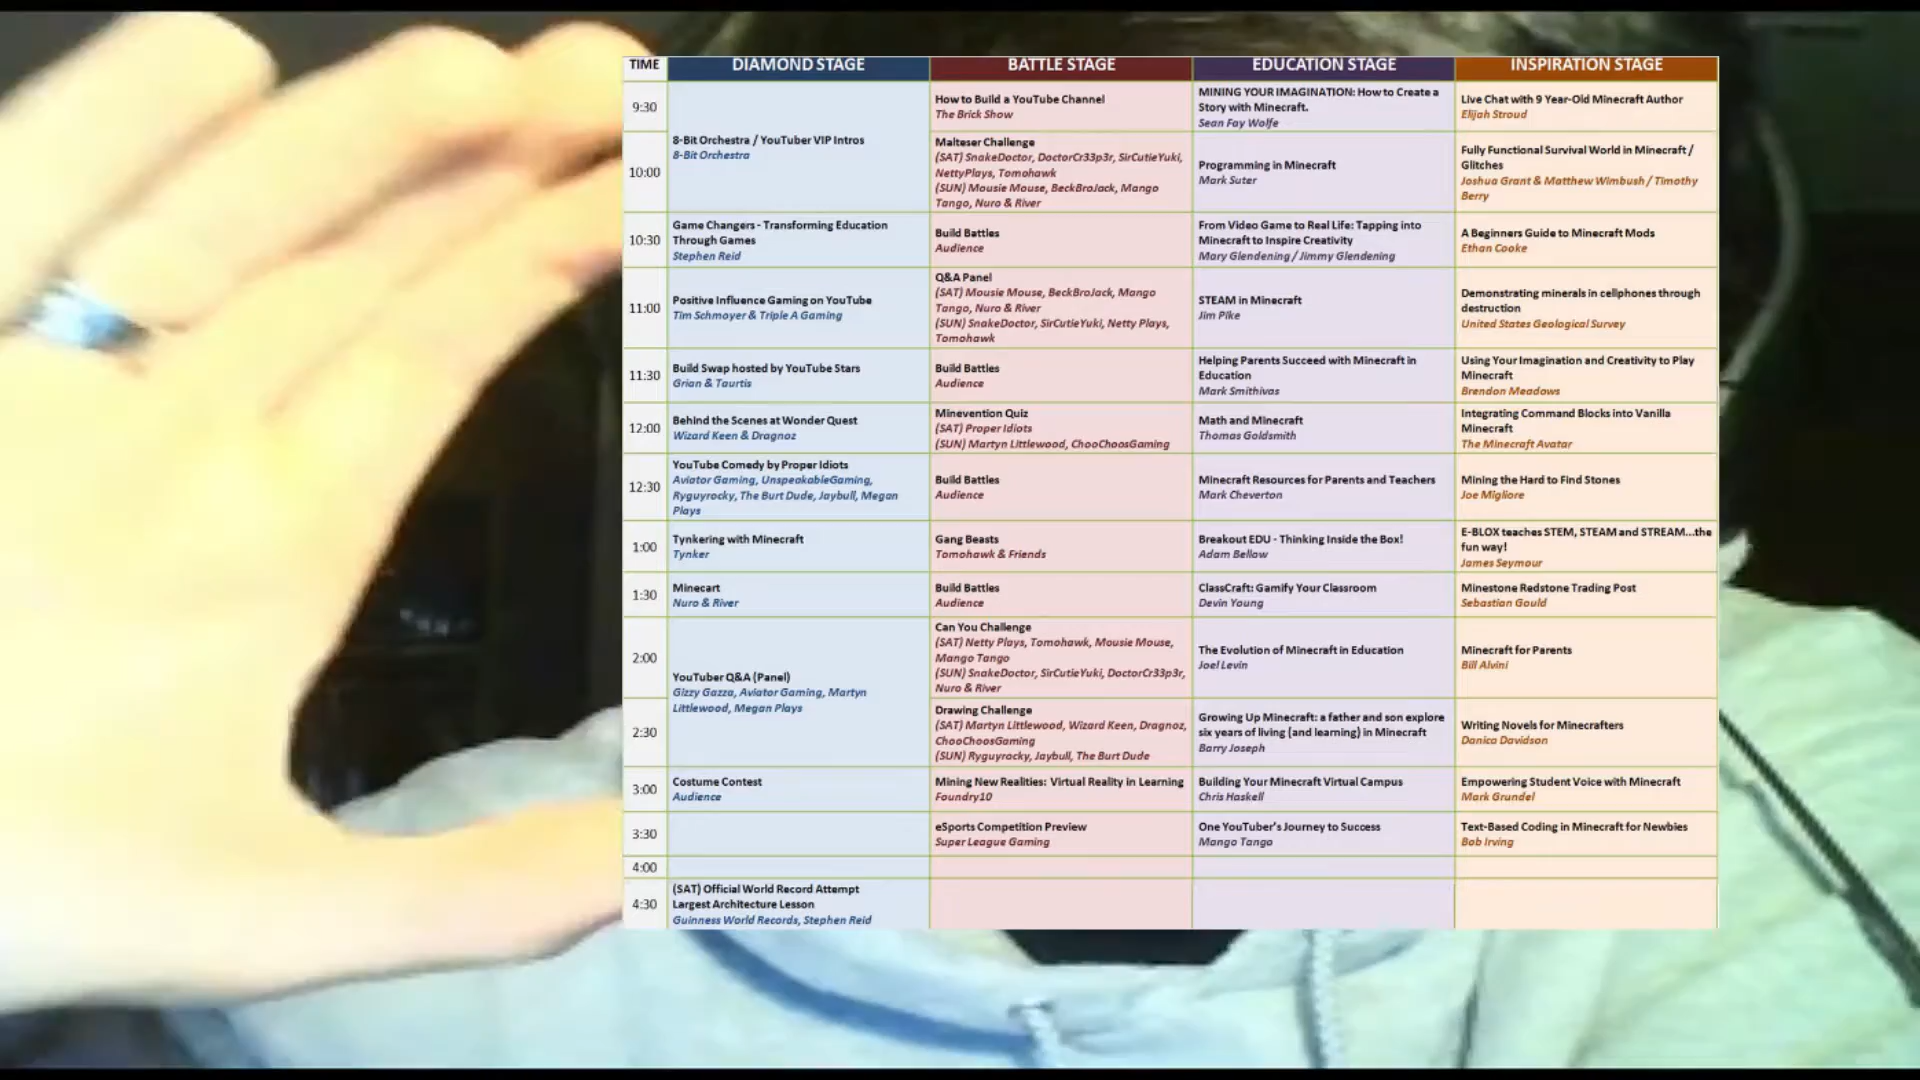 TIME DIAMOND STAGE BATTLE STAGE EDUCATION STAGE INSPIRATION STAGE
9:30
8-Bit Orchestra / YouTuber VIP Intros
8-Bit Orchestra
How to Build a YouTube Channel
The Brick Show
MINING YOUR IMAGINATION: How to Create a
Story with Minecraft.
Sean Fay Wolfe
Live Chat with 9 Year-Old Minecraft Author
Elijah Stroud
10:00
Malteser Challenge
(SAT) SnakeDoctor, DoctorCr33p3r, SirCutieYuki,
NettyPlays, Tomohawk
(SUN) Mousie Mouse, BeckBroJack, Mango
Tango, Nuro & River
Programming in Minecraft
Mark Suter
Fully Functional Survival World in Minecraft /
Glitches
Joshua Grant & Matthew Wimbush / Timothy
Berry
10:30
Game Changers - Transforming Education
Through Games
Stephen Reid
Build Battles
Audience
From Video Game to Real Life: Tapping into
Minecraft to Inspire Creativity
Mary Glendening / Jimmy Glendening
A Beginners Guide to Minecraft Mods
Ethan Cooke
11:00
Positive Influence Gaming on YouTube
Tim Schmoyer & Triple A Gaming
Q&A Panel
(SAT) Mousie Mouse, BeckBroJack, Mango
Tango, Nuro & River
(SUN) SnakeDoctor, SirCutieYuki, Netty Plays,
Tomohawk
STEAM in Minecraft
Jim Pike
Demonstrating minerals in cellphones through
destruction
United States Geological Survey
11:30
Build Swap hosted by YouTube Stars
Grian & Taurtis
Build Battles
Audience
Helping Parents Succeed with Minecraft in
Education
Mark Smithivas
Using Your Imagination and Creativity to Play
Minecraft
Brendon Meadows
12:00
Behind the Scenes at Wonder Quest
Wizard Keen & Dragnoz
Minevention Quiz
(SAT) Proper Idiots
(SUN) Martyn Littlewood, ChooChoosGaming
Math and Minecraft
Thomas Goldsmith
Integrating Command Blocks into Vanilla
Minecraft
The Minecraft Avatar
12:30
YouTube Comedy by Proper Idiots
Aviator Gaming, UnspeakableGaming,
Ryguyrocky, The Burt Dude, Jaybull, Megan
Plays
Build Battles
Audience
Minecraft Resources for Parents and Teachers
Mark Cheverton
Mining the Hard to Find Stones
Joe Migliore
1:00
Tynkering with Minecraft
Tynker
Gang Beasts
Tomohawk & Friends
Breakout EDU - Thinking Inside the Box!
Adam Bellow
E-BLOX teaches STEM, STEAM and STREAM...the
fun way!
James Seymour
1:30
Minecart
Nuro & River
Build Battles
Audience
ClassCraft: Gamify Your Classroom
Devin Young
Minestone Redstone Trading Post
Sebastian Gould
2:00
YouTuber Q&A (Panel)
Gizzy Gazza, Aviator Gaming, Martyn
Littlewood, Megan Plays
Can You Challenge
(SAT) Netty Plays, Tomohawk, Mousie Mouse,
Mango Tango
(SUN) SnakeDoctor, SirCutieYuki, DoctorCr33p3r,
Nuro & River
The Evolution of Minecraft in Education
Joel Levin
Minecraft for Parents
Bill Alvini
2:30
Drawing Challenge
(SAT) Martyn Littlewood, Wizard Keen, Dragnoz,
ChooChoosGaming
(SUN) Ryguyrocky, Jaybull, The Burt Dude
Growing Up Minecraft: a father and son explore
six years of living (and learning) in Minecraft
Barry Joseph
Writing Novels for Minecrafters
Danica Davidson
3:00
Costume Contest
Audience
Mining New Realities: Virtual Reality in Learning
Foundry10
Building Your Minecraft Virtual Campus
Chris Haskell
Empowering Student Voice with Minecraft
Mark Grundel
3:30
eSports Competition Preview
Super League Gaming
One YouTuber's Journey to Success
Mango Tango
Text-Based Coding in Minecraft for Newbies
Bob Irving
4:00
4:30
(SAT) Official World Record Attempt
Largest Architecture Lesson
Guinness World Records, Stephen Reid